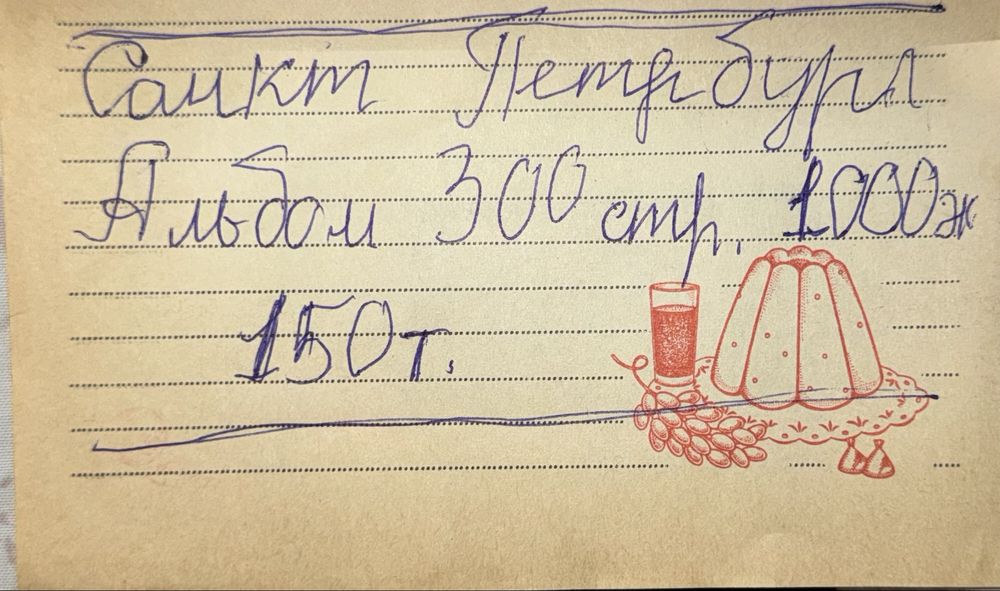 Санкт Петербург
Альбом 300 стр. 1000ж
150т.